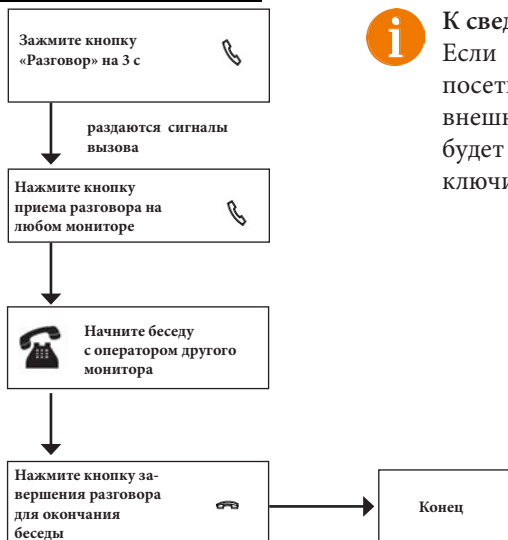 Зажмите кнопку
«Разговор» на 3 с
раздаются сигналы
вызова
Нажмите кнопку
приема разговора на
любом мониторе
Начните беседу
с оператором другого
монитора
Нажмите кнопку за-
вершения разговора
для окончания
беседы
Конец
К свед
Если
посети
внешн
будет
ключи